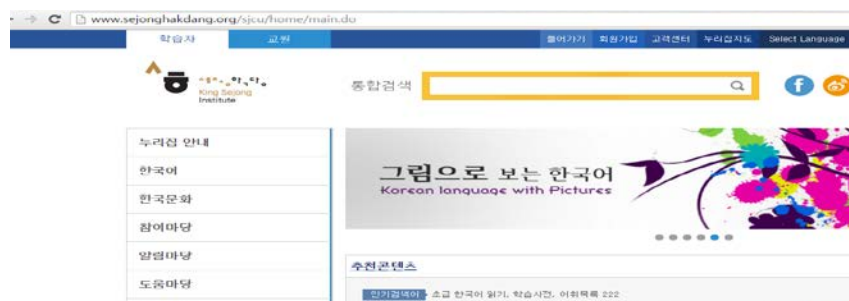 www.sejonghakdang.org/sjcu/home/main.do
학습자 교원 들어가기 회원가입 고객센터 누리집지도 Select Language
King Sejong
Institute
통합검색
누리집 안내
한국어
한국문화
참여마당
알림마당
도움마당
그림으로 보는 한국어
Korean language with Pictures
추천콘텐츠
인기검색어 초급 한국어 읽기, 학습사전, 어휘목록 222